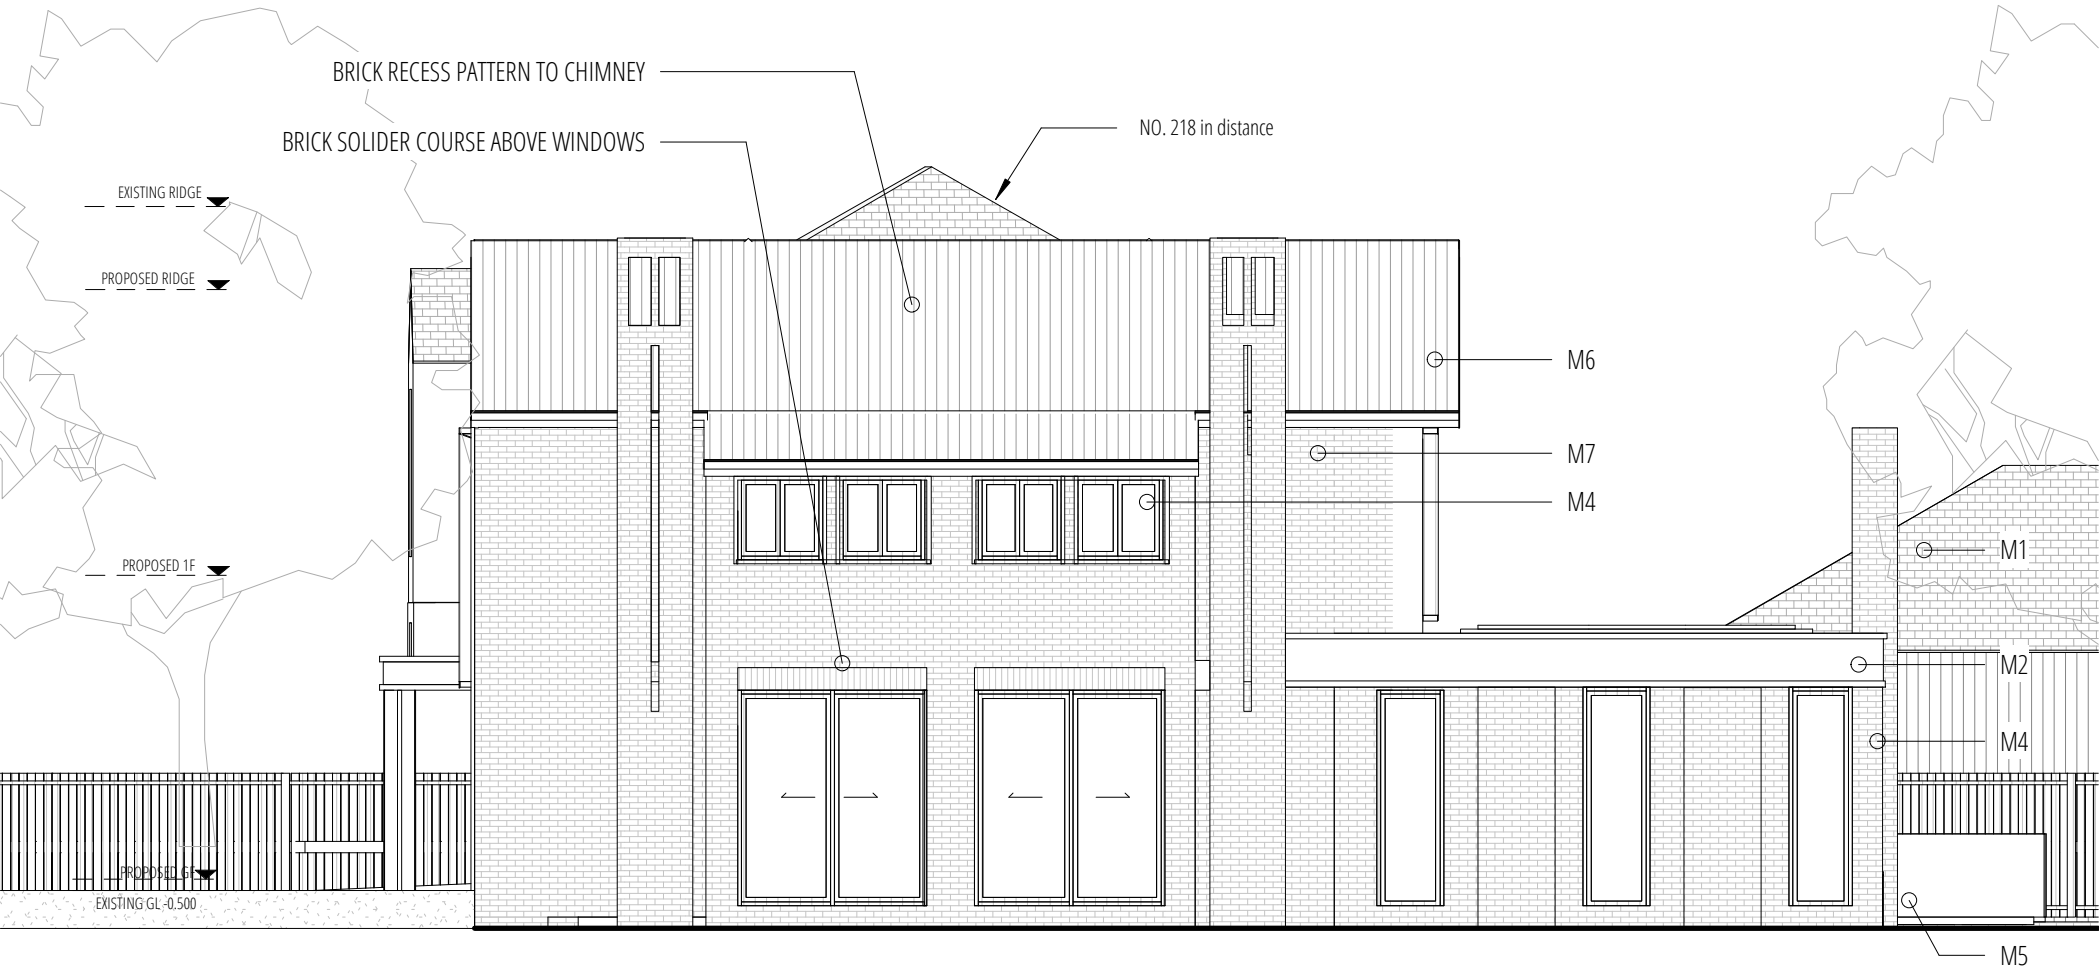 BRICK RECESS PATTERN TO CHIMNEY
NO. 218 in distance
BRICK SOLIDER COURSE ABOVE WINDOWS
EXISTING RIDGE
PROPOSED RIDGE
M6
M7
M4
M1
PROPOSED 1F
M2
M4
PROPOSED GF
EXISTING GL -0.500
M5